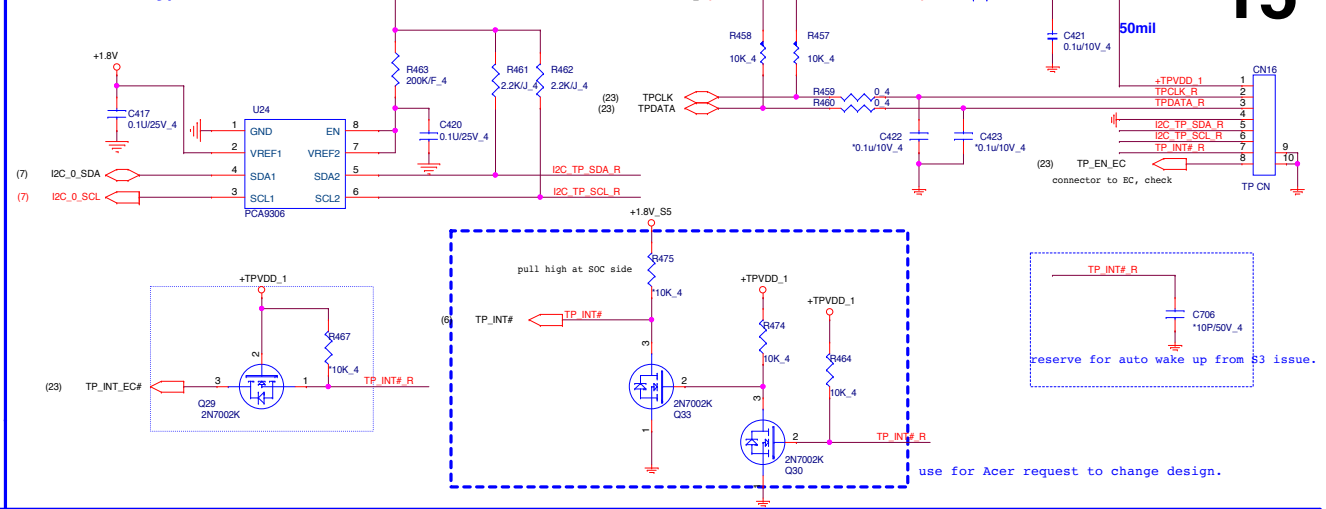 15
50mil
+1.8V
C417
0.1U/25V_4
U24
1 GND EN 8
2 VREF1 VREF2 7
4 SDA1 SDA2 5
3 SCL1 SCL2 6
PCA9306
(7) I2C_0_SDA
(7) I2C_0_SCL
R463
200K/F_4
C420
0.1U/25V_4
R461
2.2K/J_4
R462
2.2K/J_4
I2C_TP_SDA_R
I2C_TP_SCL_R
R458
10K_4
R457
10K_4
(23) TPCLK
(23) TPDATA
R459 0_4
R460 0_4
C422
*0.1u/10V_4
C423
*0.1u/10V_4
C421
0.1u/10V_4
CN16
+TPVDD_1 1
TPCLK_R 2
TPDATA_R 3
4
I2C_TP_SDA_R 5
I2C_TP_SCL_R 6
TP_INT#_R 7
8
9
10
TP CN
(23) TP_EN_EC
connector to EC, check
+TPVDD_1
R467
*10K_4
2
3
1
(23) TP_INT_EC#
TP_INT#_R
Q29
2N7002K
+1.8V_S5
pull high at SOC side
R475
*10K_4
(6) TP_INT#
TP_INT#
3
2
1
2N7002K
Q33
+TPVDD_1
R474
10K_4
+TPVDD_1
R464
10K_4
3
2
TP_INT#_R
2N7002K
Q30
1
use for Acer request to change design.
TP_INT#_R
C706
*10P/50V_4
reserve for auto wake up from S3 issue.